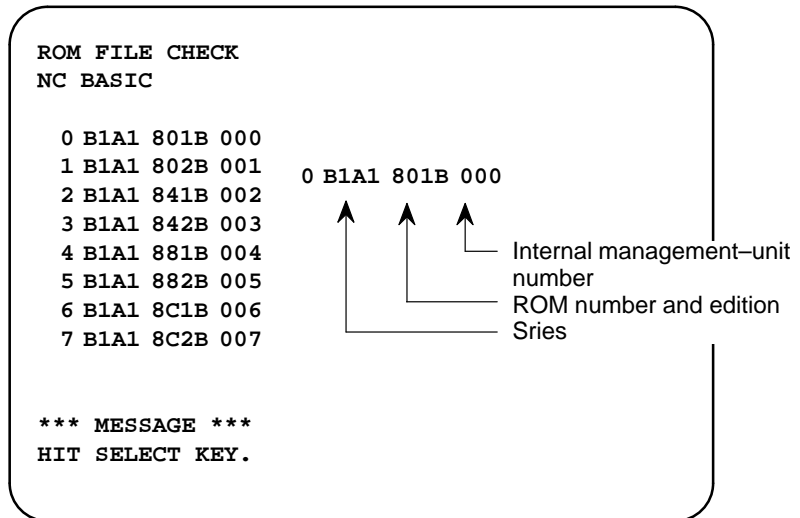 ROM FILE CHECK
NC BASIC
0 B1A1 801B 000
1 B1A1 802B 001
2 B1A1 841B 002
3 B1A1 842B 003
4 B1A1 881B 004
5 B1A1 882B 005
6 B1A1 8C1B 006
7 B1A1 8C2B 007
0 B1A1 801B 000
Internal management–unit
number
ROM number and edition
Sries
*** MESSAGE ***
HIT SELECT KEY.